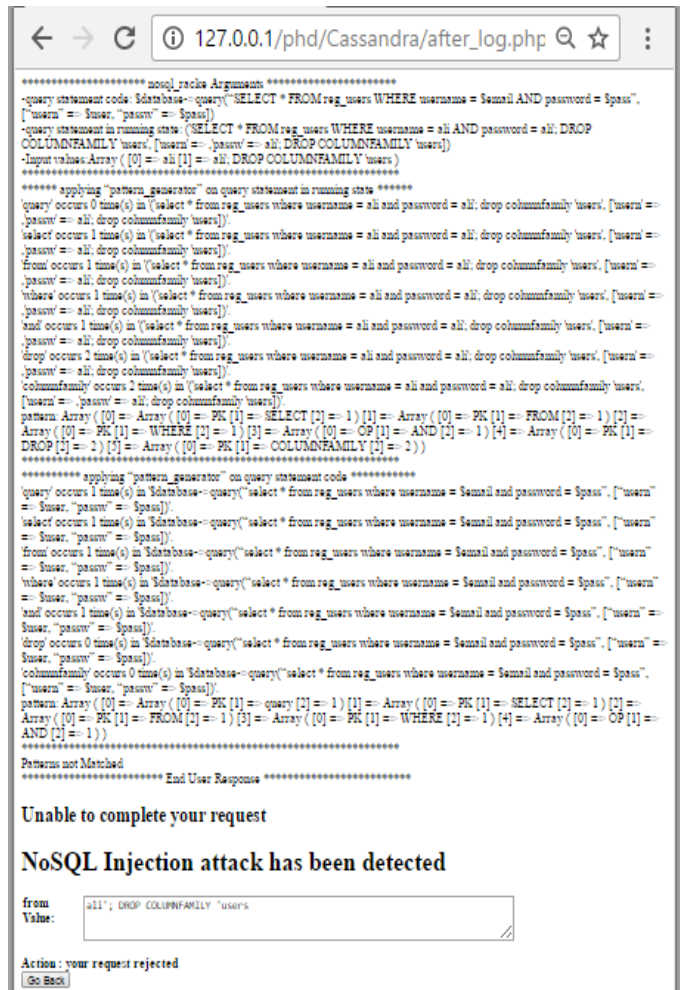 127.0.0.1/phd/Cassandra/after_log.php
********************** nosql_racke Arguments ***********************
-query statement code: $database->query("SELECT * FROM reg_users WHERE username = $email AND password = $pass",
["usern" => $user, "passw" => $pass])
-query statement in running state: ('SELECT * FROM reg_users WHERE username = ali AND password = ali'; DROP
COLUMNFAMILY 'users', ['usern' => ,'passw' => ali'; DROP COLUMNFAMILY 'users])
-Input values:Array ( [0] => ali [1] => ali'; DROP COLUMNFAMILY 'users )
****************************************************************
****** applying "pattern_generator" on query statement in running state ******
'query' occurs 0 time(s) in '('select * from reg_users where username = ali and password = ali'; drop columnfamily 'users', ['usern' =>
,'passw' => ali'; drop columnfamily 'users])'.
'select' occurs 1 time(s) in '('select * from reg_users where username = ali and password = ali'; drop columnfamily 'users', ['usern' =>
,'passw' => ali'; drop columnfamily 'users])'.
'from' occurs 1 time(s) in '('select * from reg_users where username = ali and password = ali'; drop columnfamily 'users', ['usern' =>
,'passw' => ali'; drop columnfamily 'users])'.
'where' occurs 1 time(s) in '('select * from reg_users where username = ali and password = ali'; drop columnfamily 'users', ['usern' =>
,'passw' => ali'; drop columnfamily 'users])'.
'and' occurs 1 time(s) in '('select * from reg_users where username = ali and password = ali'; drop columnfamily 'users', ['usern' =>
,'passw' => ali'; drop columnfamily 'users])'.
'drop' occurs 2 time(s) in '('select * from reg_users where username = ali and password = ali'; drop columnfamily 'users', ['usern' =>
,'passw' => ali'; drop columnfamily 'users])'.
'columnfamily' occurs 2 time(s) in '('select * from reg_users where username = ali and password = ali'; drop columnfamily 'users',
['usern' => ,'passw' => ali'; drop columnfamily 'users])'.
pattern: Array ( [0] => Array ( [0] => PK [1] => SELECT [2] => 1 ) [1] => Array ( [0] => PK [1] => FROM [2] => 1 ) [2] =>
Array ( [0] => PK [1] => WHERE [2] => 1 ) [3] => Array ( [0] => OP [1] => AND [2] => 1 ) [4] => Array ( [0] => PK [1] =>
DROP [2] => 2 ) [5] => Array ( [0] => PK [1] => COLUMNFAMILY [2] => 2 ) )
****************************************************************
********** applying "pattern_generator" on query statement code ***********
'query' occurs 1 time(s) in '$database->query("select * from reg_users where username = $email and password = $pass", ["usern"
=> $user, "passw" => $pass])'.
'select' occurs 1 time(s) in '$database->query("select * from reg_users where username = $email and password = $pass", ["usern"
=> $user, "passw" => $pass])'.
'from' occurs 1 time(s) in '$database->query("select * from reg_users where username = $email and password = $pass", ["usern"
=> $user, "passw" => $pass])'.
'where' occurs 1 time(s) in '$database->query("select * from reg_users where username = $email and password = $pass", ["usern"
=> $user, "passw" => $pass])'.
'and' occurs 1 time(s) in '$database->query("select * from reg_users where username = $email and password = $pass", ["usern" =>
$user, "passw" => $pass])'.
'drop' occurs 0 time(s) in '$database->query("select * from reg_users where username = $email and password = $pass", ["usern" =>
$user, "passw" => $pass])'.
'columnfamily' occurs 0 time(s) in '$database->query("select * from reg_users where username = $email and password = $pass",
["usern" => $user, "passw" => $pass])'.
pattern: Array ( [0] => Array ( [0] => PK [1] => query [2] => 1 ) [1] => Array ( [0] => PK [1] => SELECT [2] => 1 ) [2] =>
Array ( [0] => PK [1] => FROM [2] => 1 ) [3] => Array ( [0] => PK [1] => WHERE [2] => 1 ) [4] => Array ( [0] => OP [1] =>
AND [2] => 1 ) )
****************************************************************
Patterns not Matched
************************ End User Response *************************
Unable to complete your request
NoSQL Injection attack has been detected
from
Value:
ali'; DROP COLUMNFAMILY 'users
Action : your request rejected
Go Back